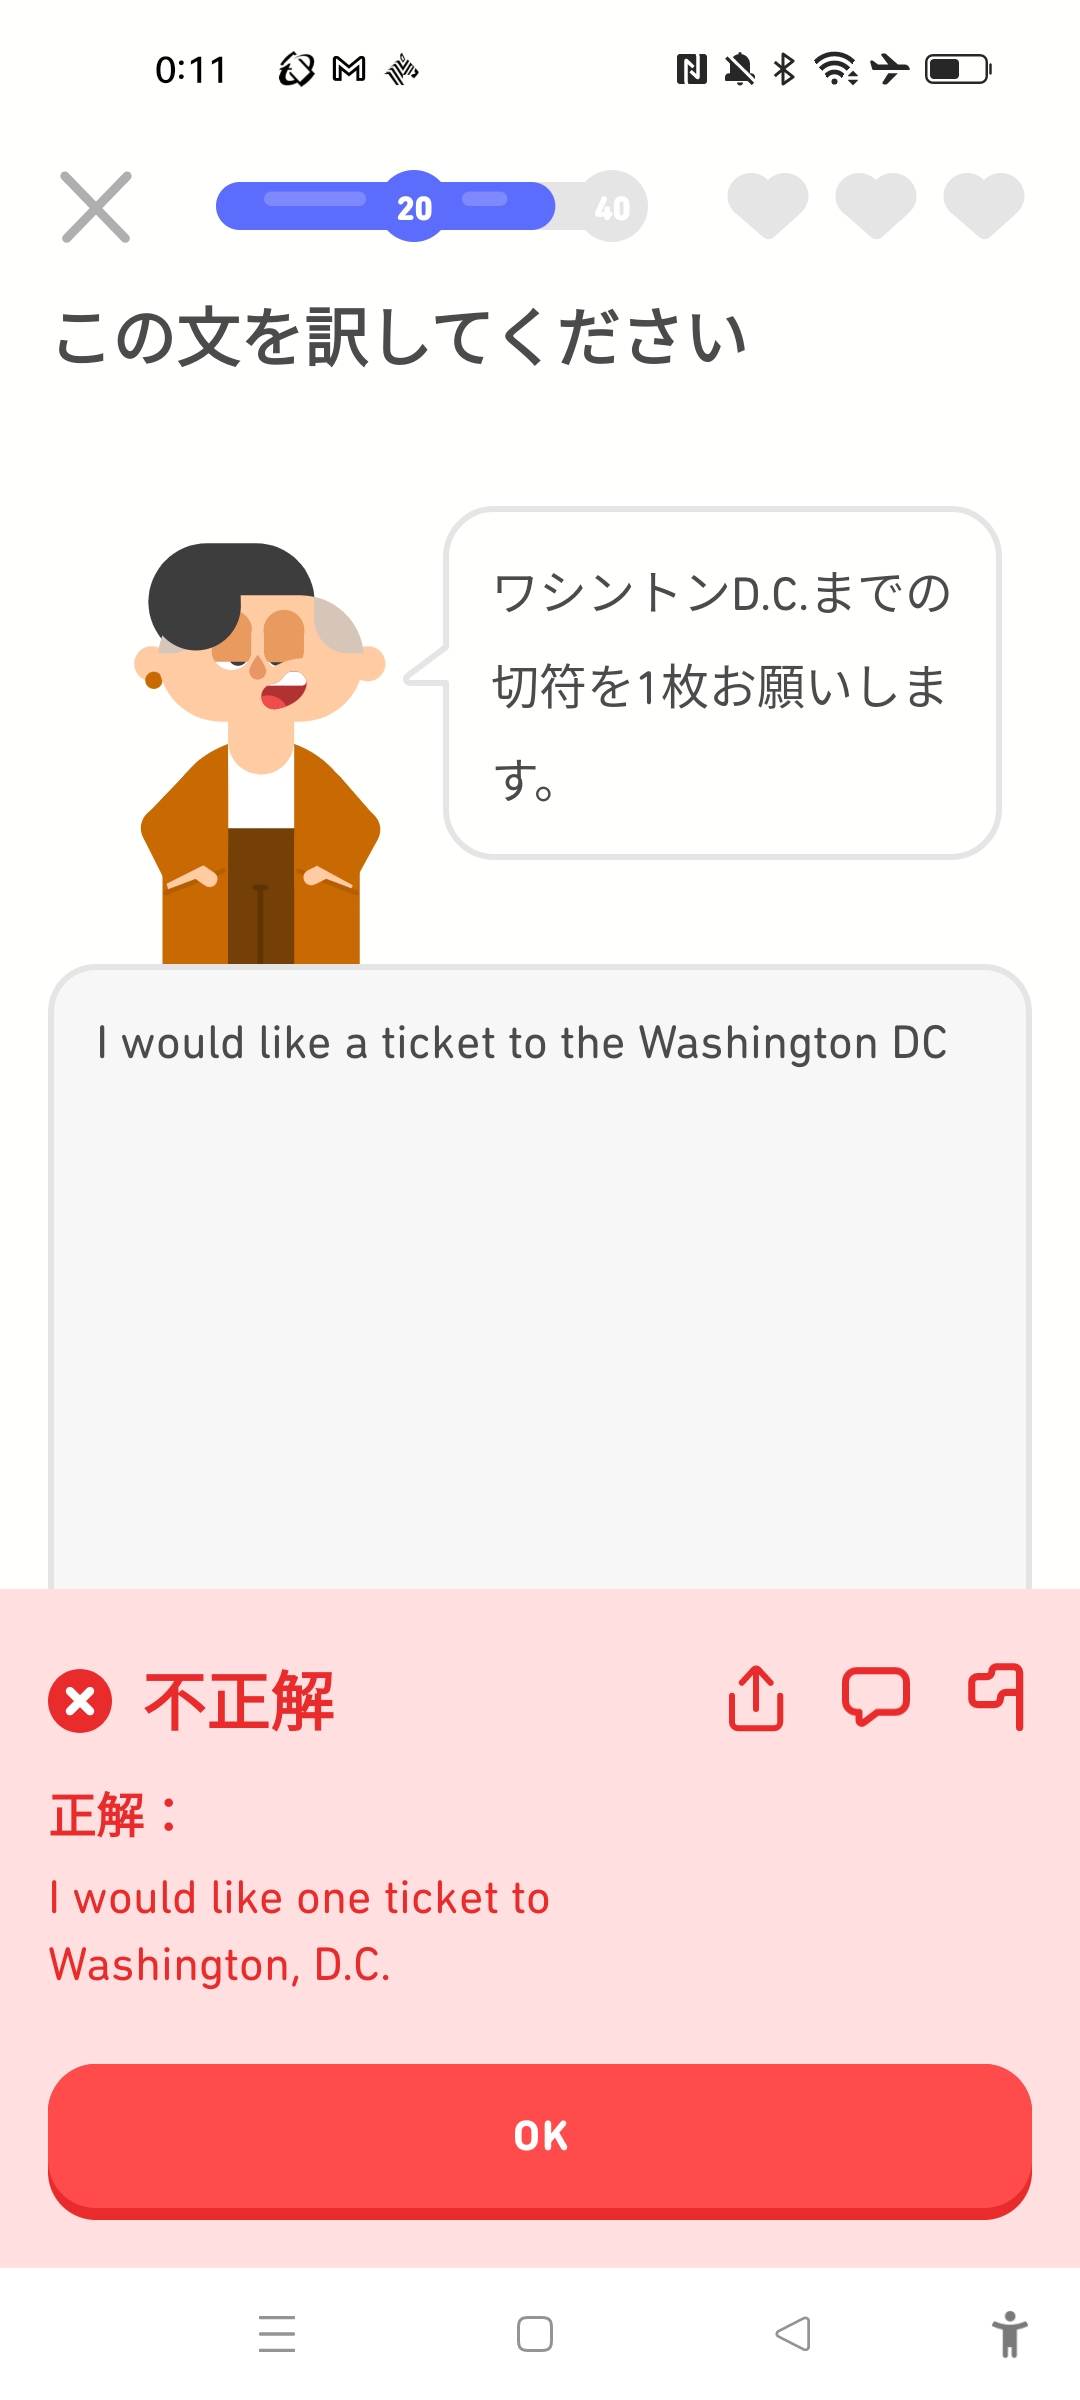 0:11
20
40
この文を訳してください
ワシントンD.C.までの
切符を1枚お願いしま
す。
I would like a ticket to the Washington DC
不正解
正解：
I would like one ticket to
Washington, D.C.
OK